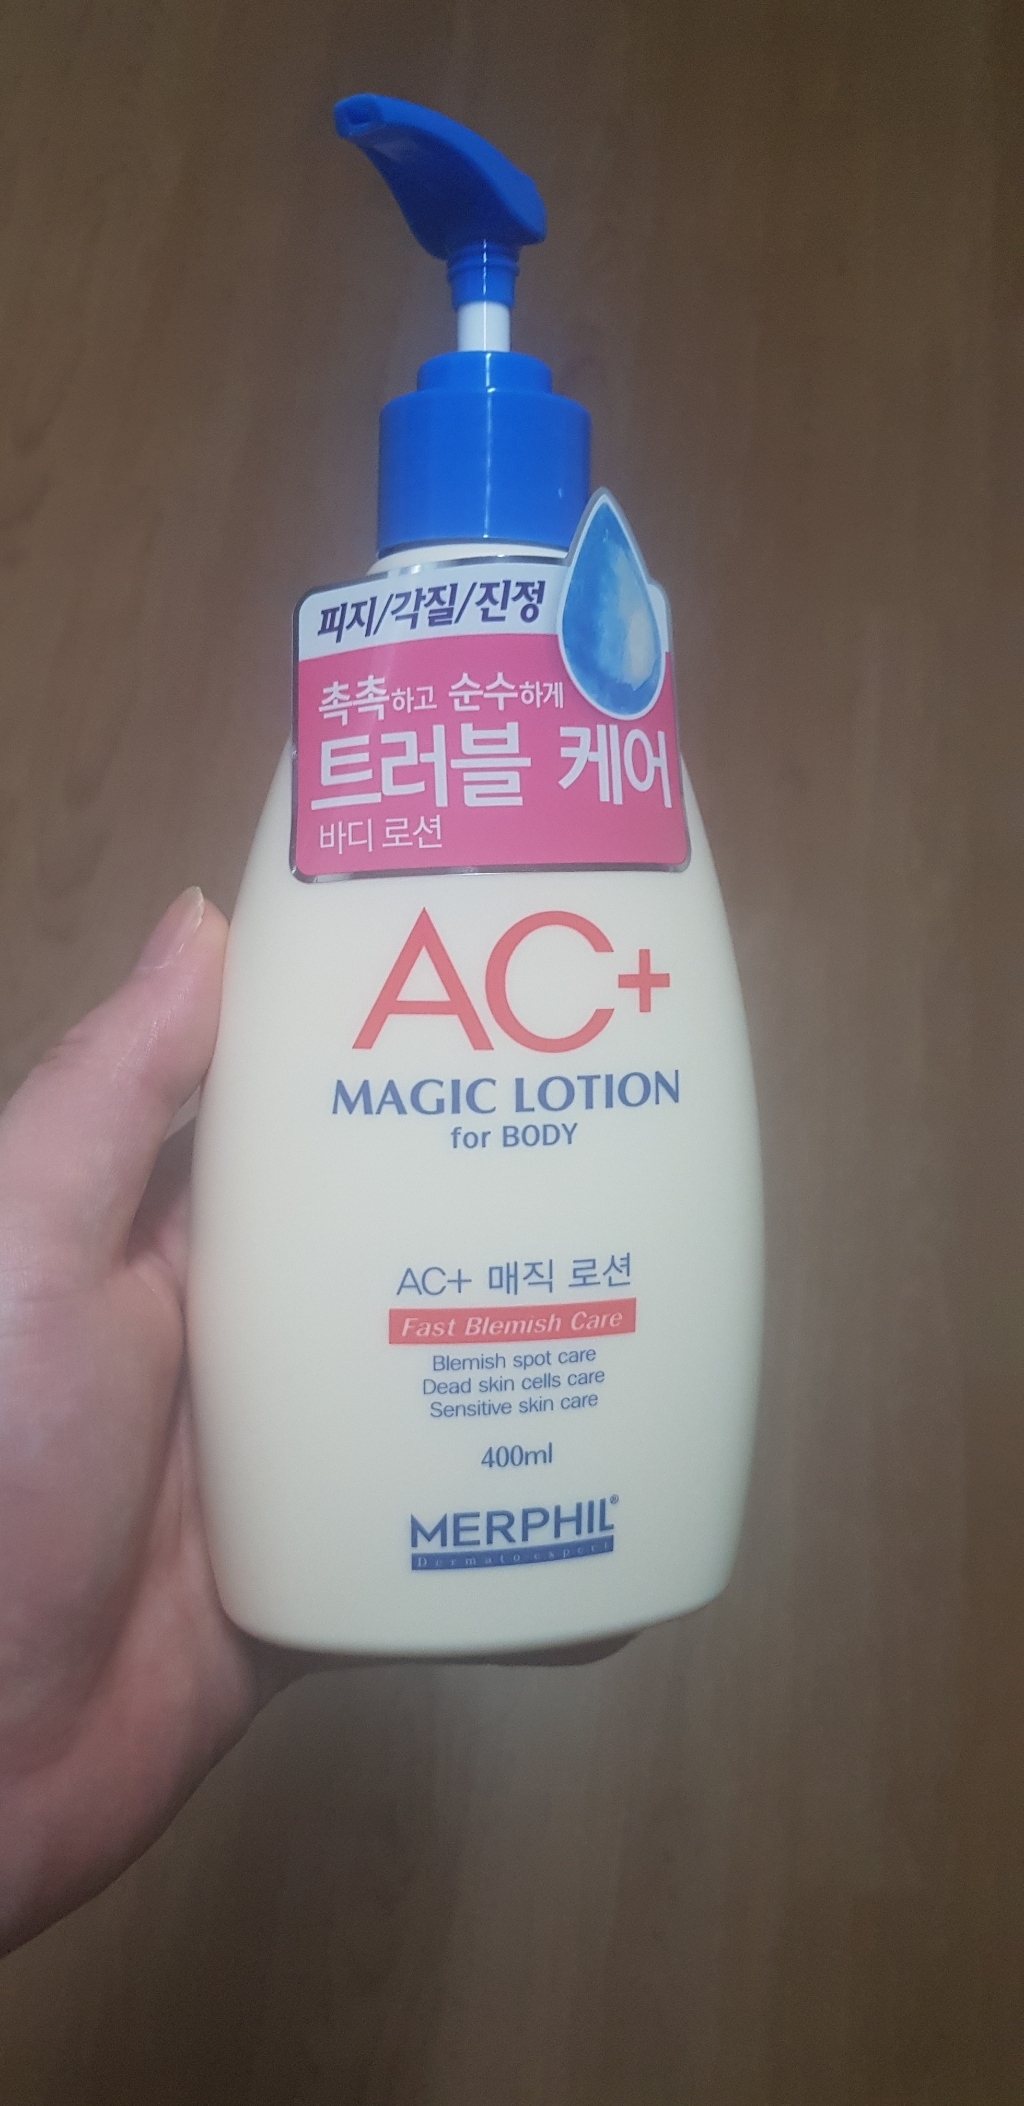 피지/각질/진정
촉촉하고 순수하게
트러블 케어
바디 로션
AC+
MAGIC LOTION
for BODY
AC+ 매직 로션
Fast Blemish Care
Blemish spot care
Dead skin cells care
Sensitive skin care
400ml
MERPHIL®
Dermato expert